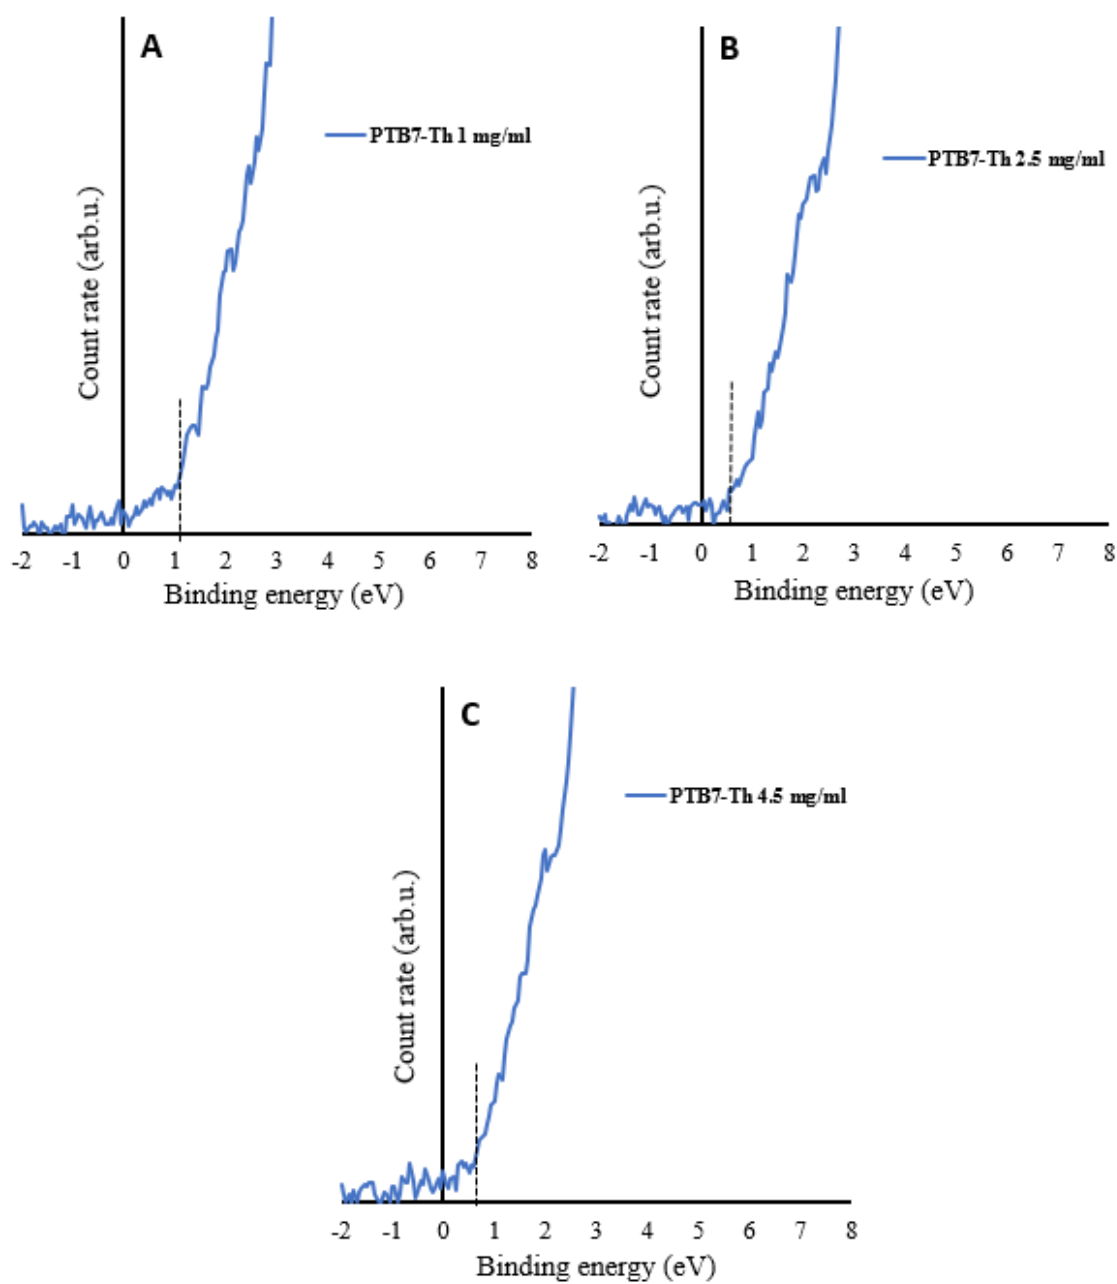 A
PTB7-Th 1 mg/ml
Count rate (arb.u.)
-2 -1 0 1 2 3 4 5 6 7 8
Binding energy (eV)
B
PTB7-Th 2.5 mg/ml
Count rate (arb.u.)
-2 -1 0 1 2 3 4 5 6 7 8
Binding energy (eV)
C
PTB7-Th 4.5 mg/ml
Count rate (arb.u.)
-2 -1 0 1 2 3 4 5 6 7 8
Binding energy (eV)